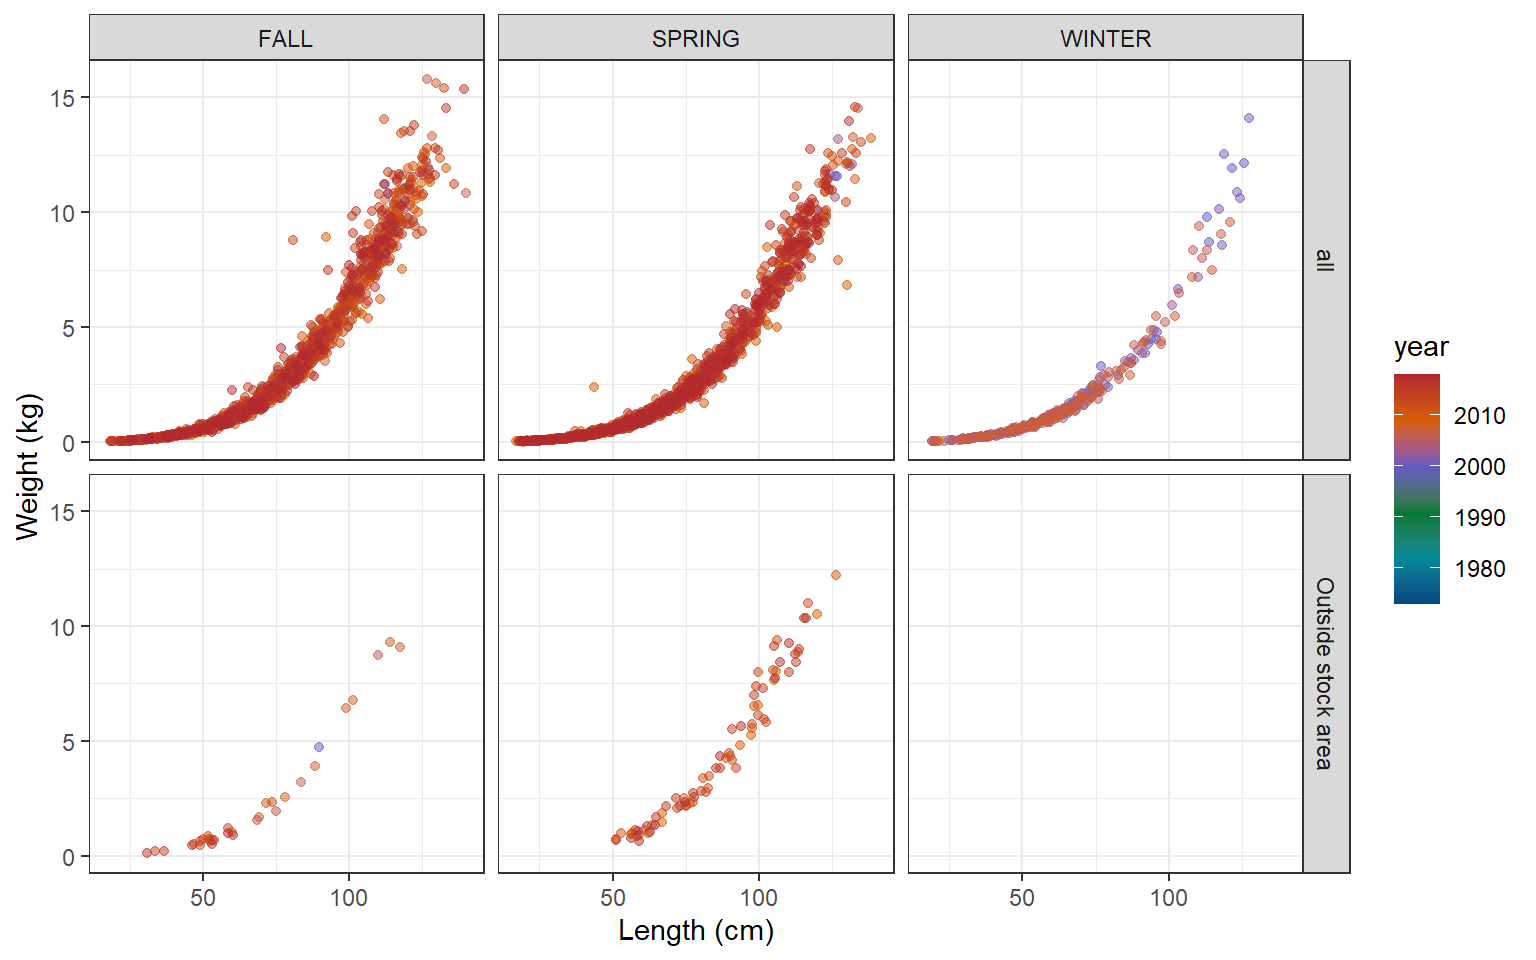 FALL SPRING WINTER
15
10
5
0
all
15
10
5
0
Outside stock area
50 100 50 100 50 100
Length (cm)
Weight (kg)
year
2010
2000
1990
1980